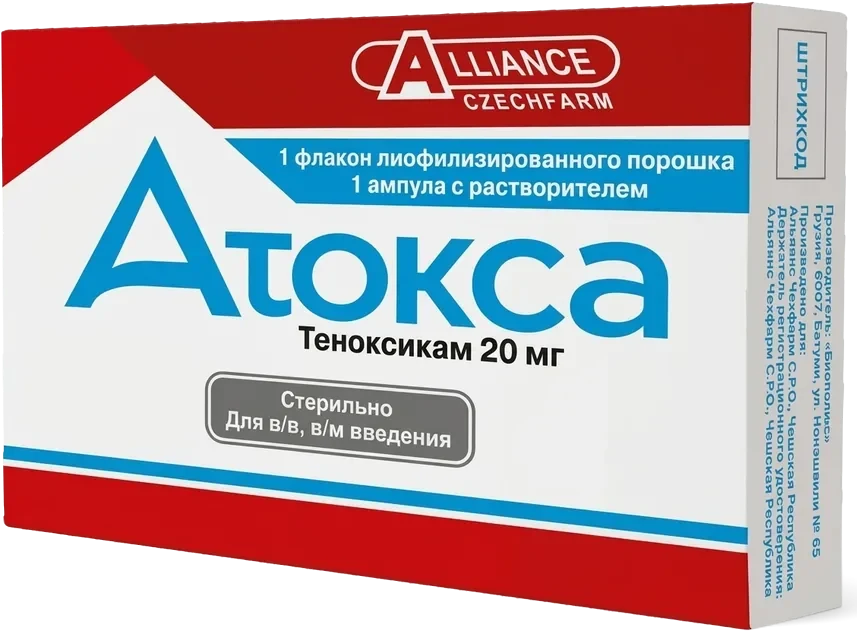 ALLIANCE
CZECHFARM
1 флакон лиофилизированного порошка
1 ампула с растворителем
Атокса
Теноксикам 20 мг
Стерильно
Для в/в, в/м введения
ШТРИХКОД
Производитель: «Биополис»
Грузия, 6007, Батуми, ул. Нонэшвили № 65
Произведено для:
Альянс Чехфарм С.Р.О., Чешская Республика
Держатель регистрационного удостоверения:
Альянс Чехфарм С.Р.О., Чешская Республика